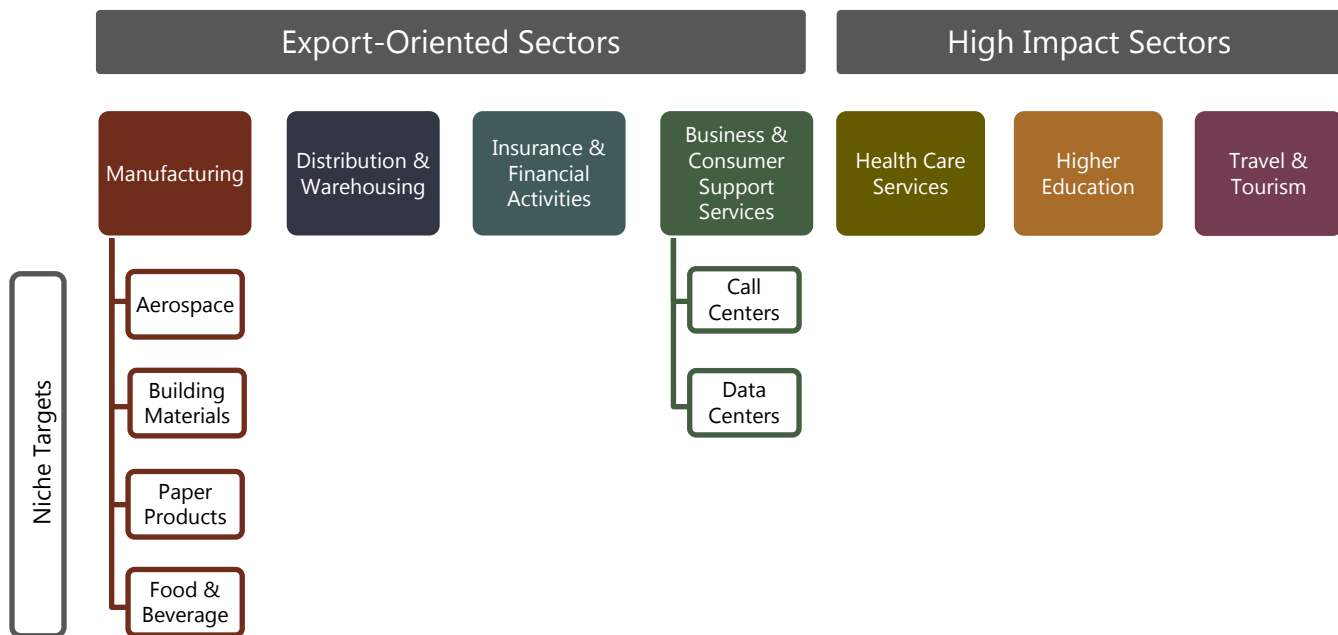 Export-Oriented Sectors
High Impact Sectors
Manufacturing
Distribution &
Warehousing
Insurance &
Financial
Activities
Business &
Consumer
Support
Services
Health Care
Services
Higher
Education
Travel &
Tourism
Niche Targets
Aerospace
Building
Materials
Paper
Products
Food &
Beverage
Call
Centers
Data
Centers